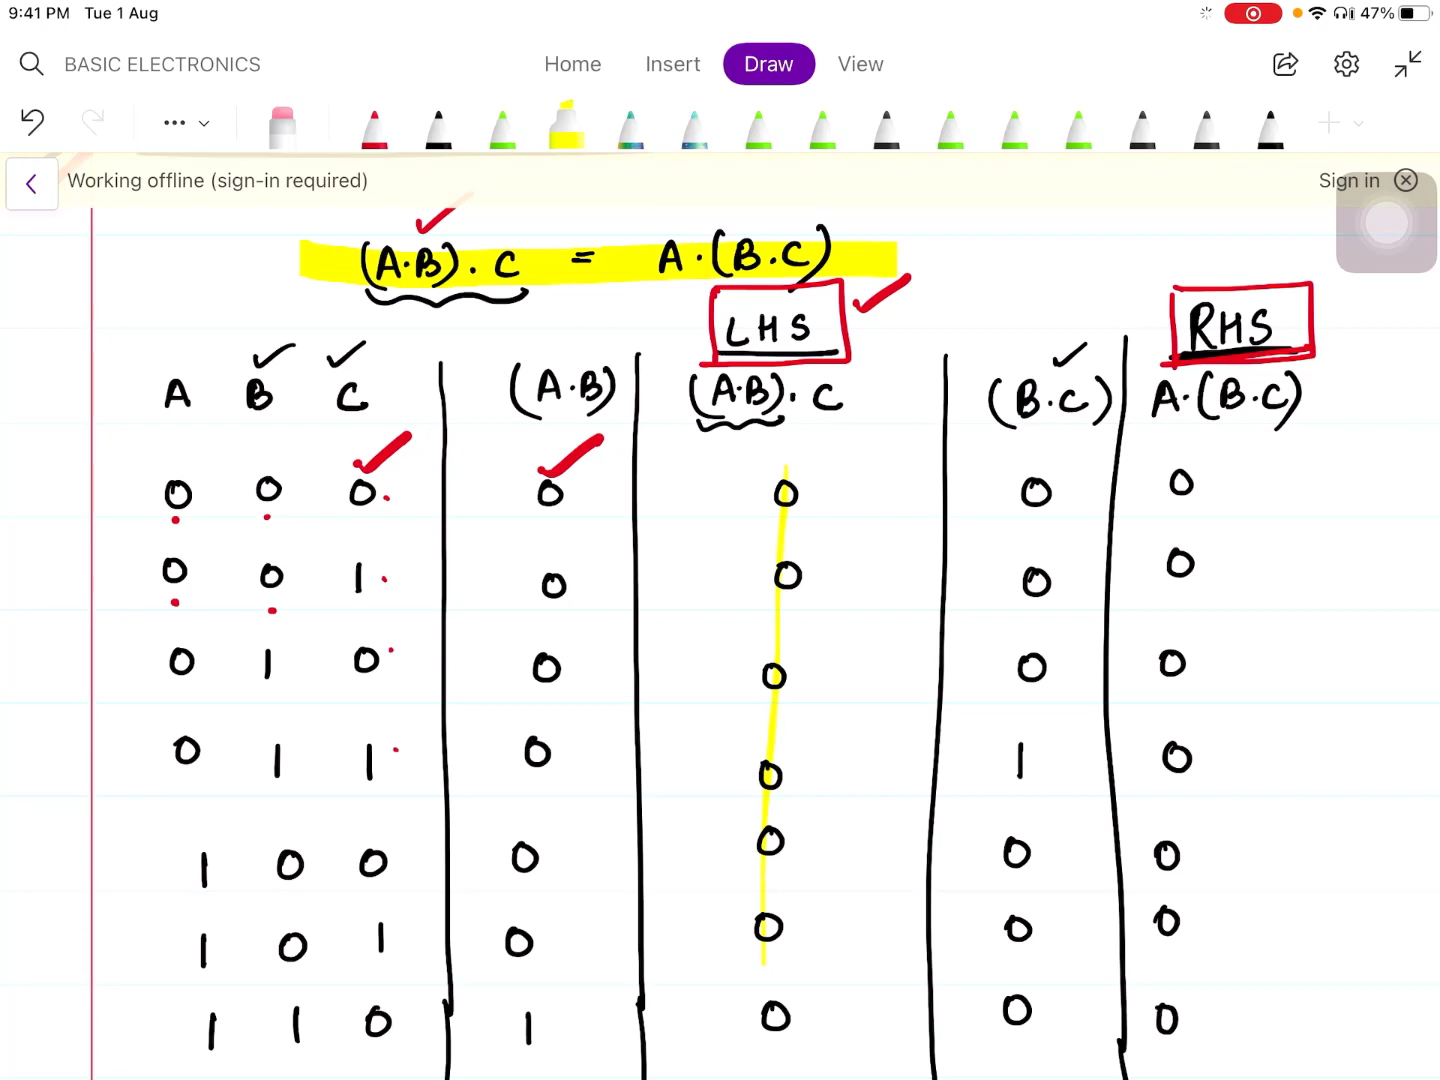 9:41 PM Tue 1 Aug 47%
BASIC ELECTRONICS Home Insert Draw View
Working offline (sign-in required) Sign in
(A·B)·C = A·(B·C)
LHS RHS
A B C (A·B) (A·B)·C (B·C) A·(B·C)
0 0 0 0 0 0 0
0 0 1 0 0 0 0
0 1 0 0 0 0 0
0 1 1 0 0 1 0
1 0 0 0 0 0 0
1 0 1 0 0 0 0
1 1 0 1 0 0 0